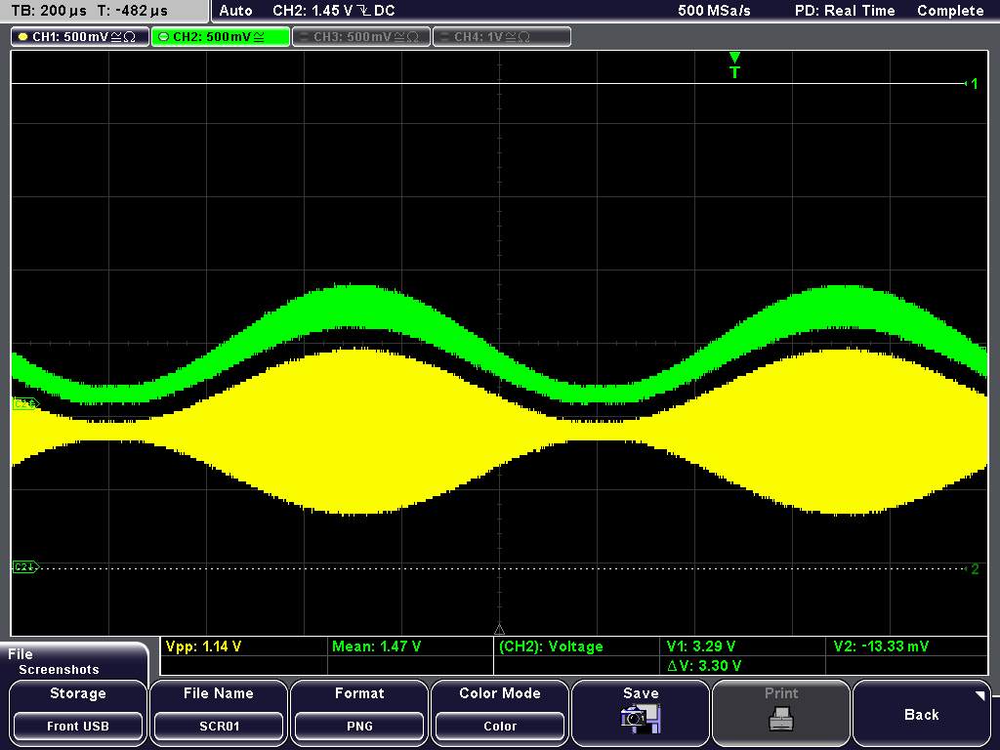 TB: 200 µs T: -482 µs Auto CH2: 1.45 V DC 500 MSa/s PD: Real Time Complete
CH1: 500mV≅Ω CH2: 500mV≅ CH3: 500mV≅Ω CH4: 1V≅Ω
T
1
C2
C2
2
Vpp: 1.14 V Mean: 1.47 V (CH2): Voltage V1: 3.29 V V2: -13.33 mV
ΔV: 3.30 V
File
Screenshots
Storage File Name Format Color Mode Save Print Back
Front USB SCR01 PNG Color